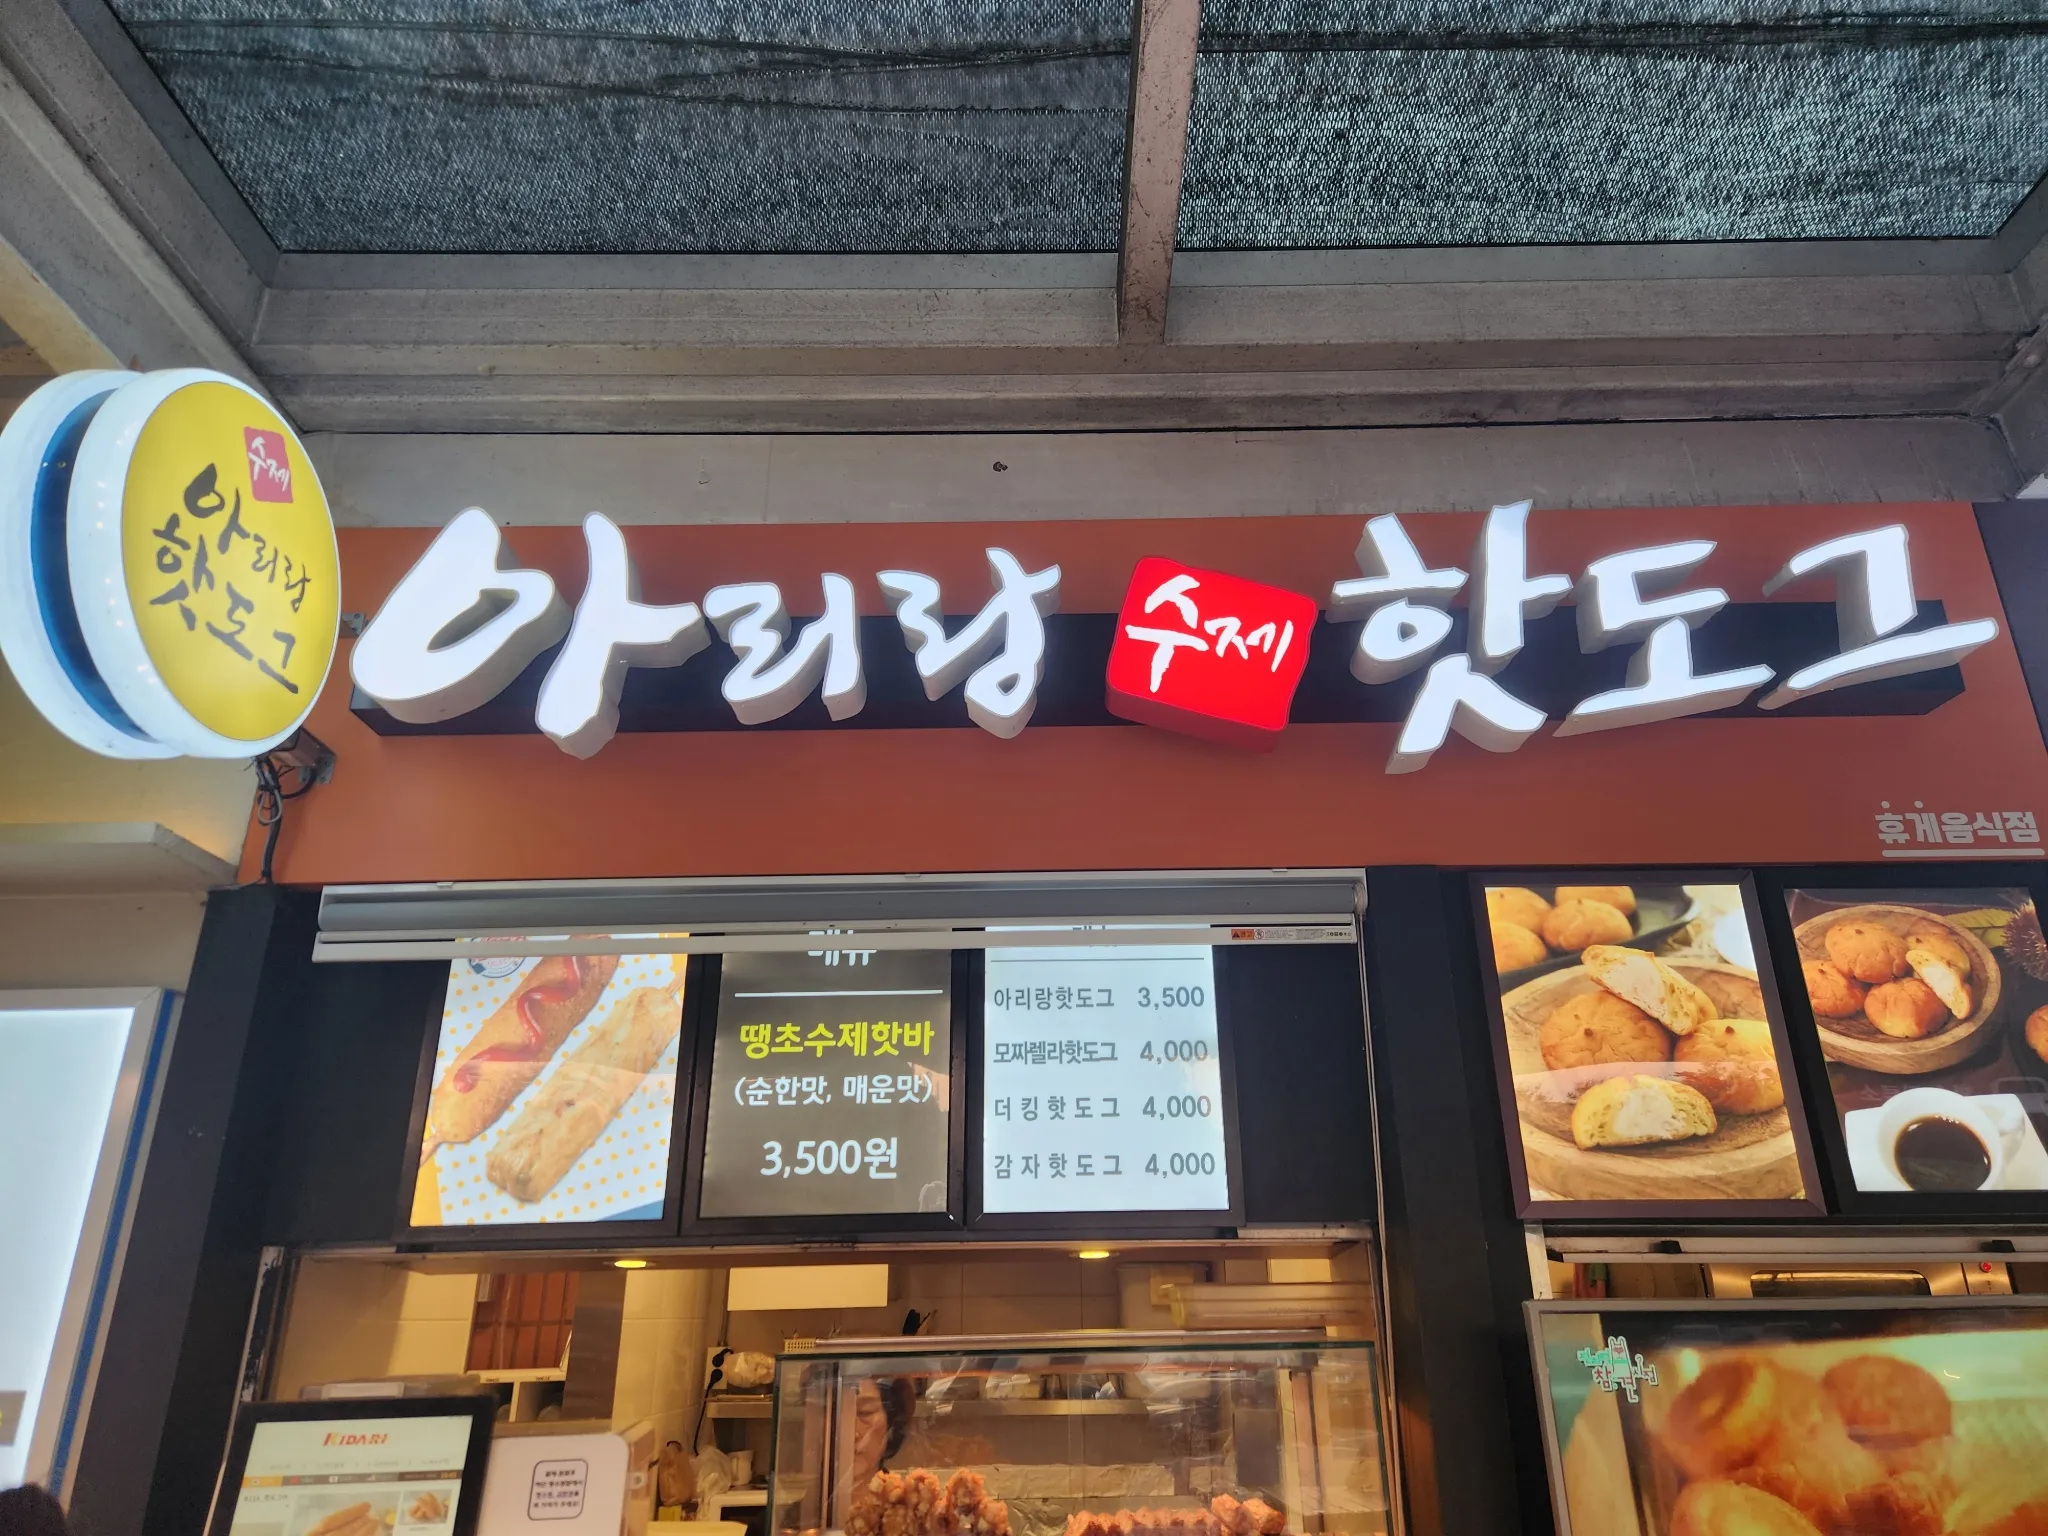 수제
아리랑
핫도그
아리랑 수제 핫도그
휴게음식점
메뉴
땡초수제핫바
(순한맛, 매운맛)
3,500원
아리랑핫도그 3,500
모짜렐라핫도그 4,000
더킹핫도그 4,000
감자핫도그 4,000
KIDARI